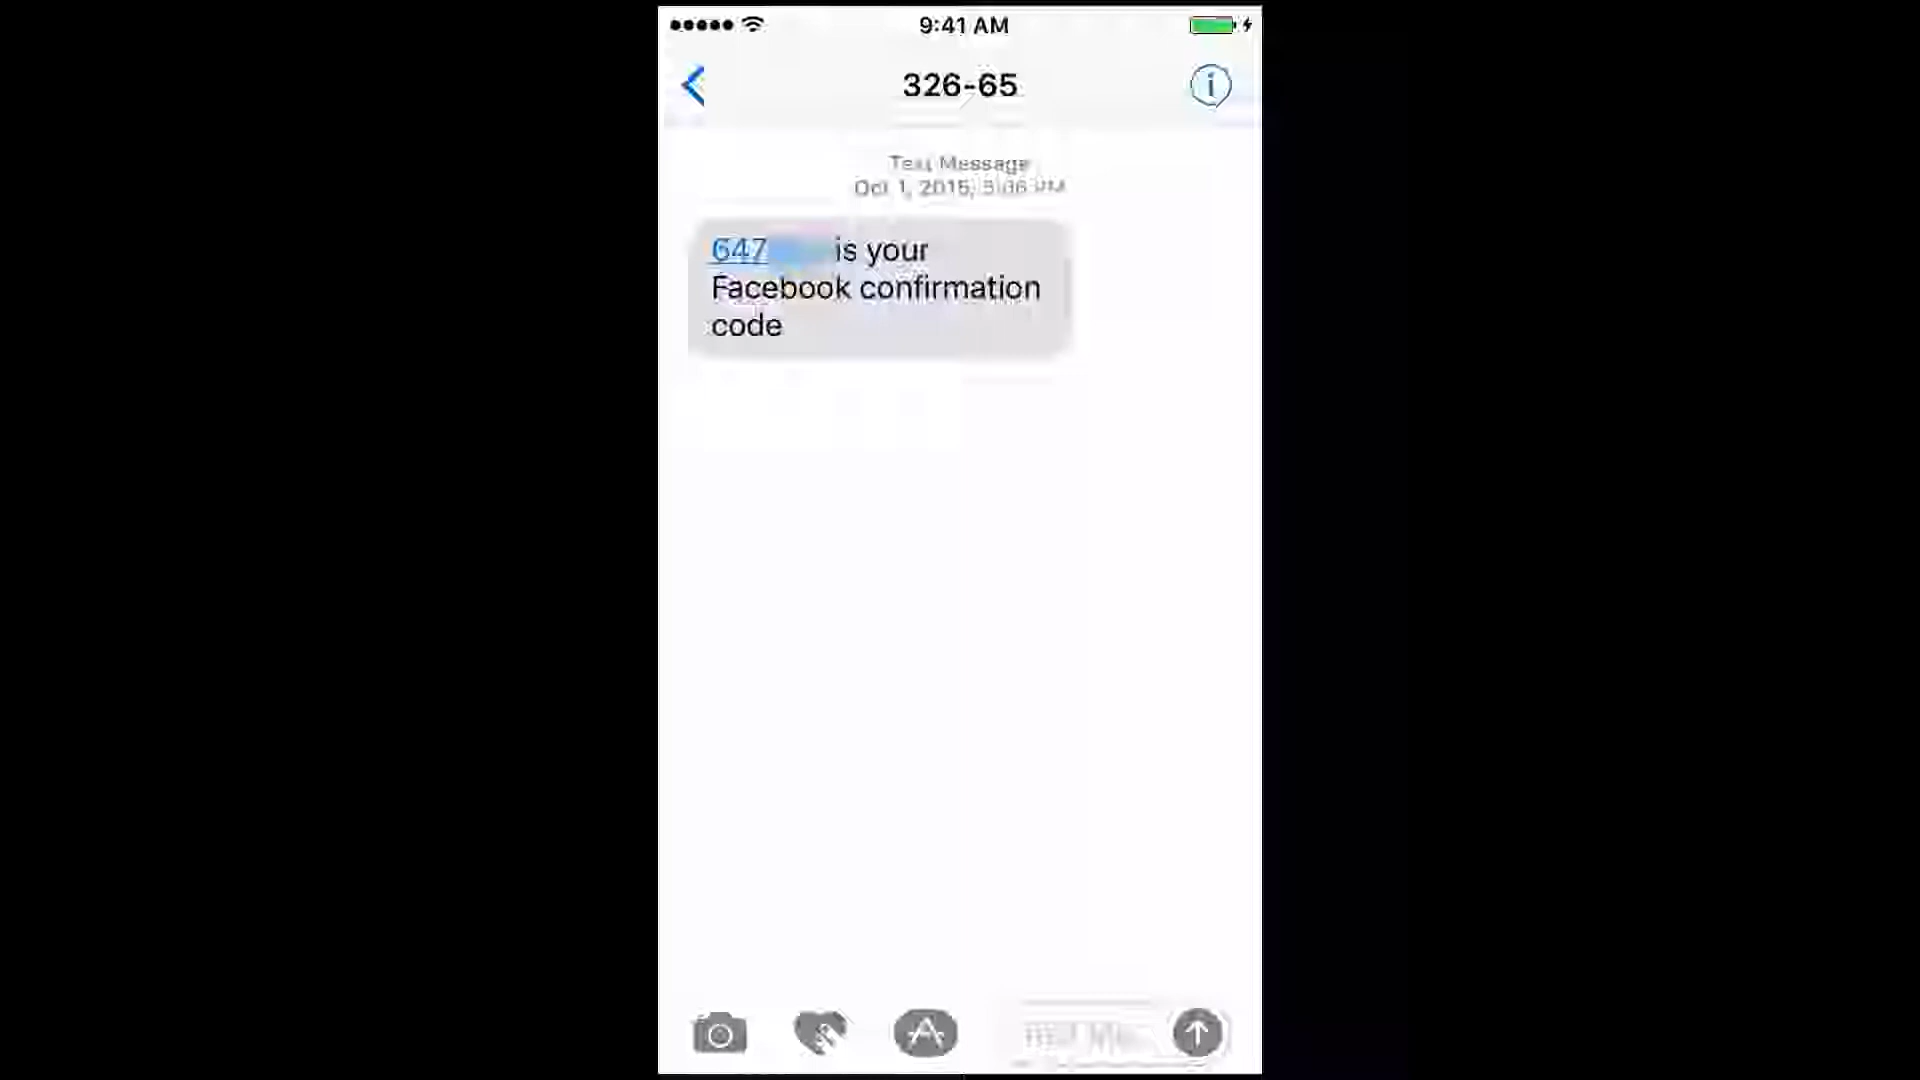 9:41 AM
326-65
Text Message
Oct 1, 2015,
647 is your
Facebook confirmation
code